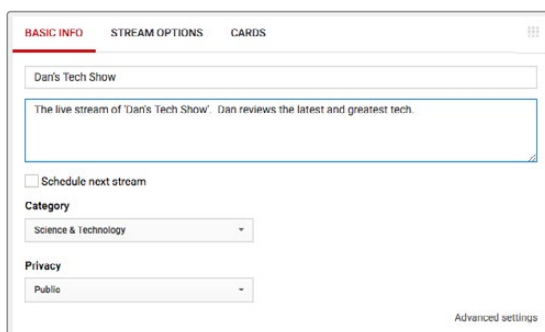 BASIC INFO STREAM OPTIONS CARDS
Dan's Tech Show
The live stream of 'Dan's Tech Show'. Dan reviews the latest and greatest tech.
Schedule next stream
Category
Science & Technology
Privacy
Public
Advanced settings